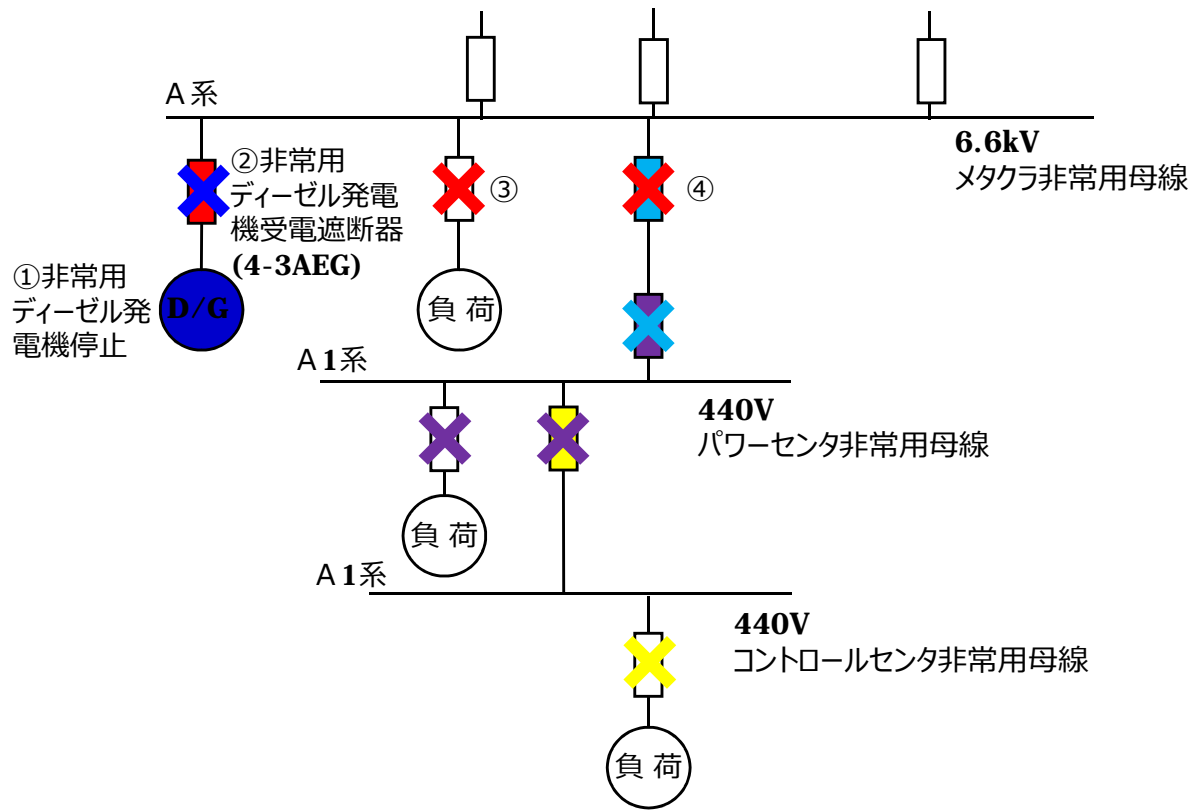 A系
6.6kV
メタクラ非常用母線
②非常用
ディーゼル発電
機受電遮断器
(4-3AEG)
③
④
①非常用
ディーゼル発
電機停止
D/G
負荷
A1系
440V
パワーセンタ非常用母線
負荷
A1系
440V
コントロールセンタ非常用母線
負荷